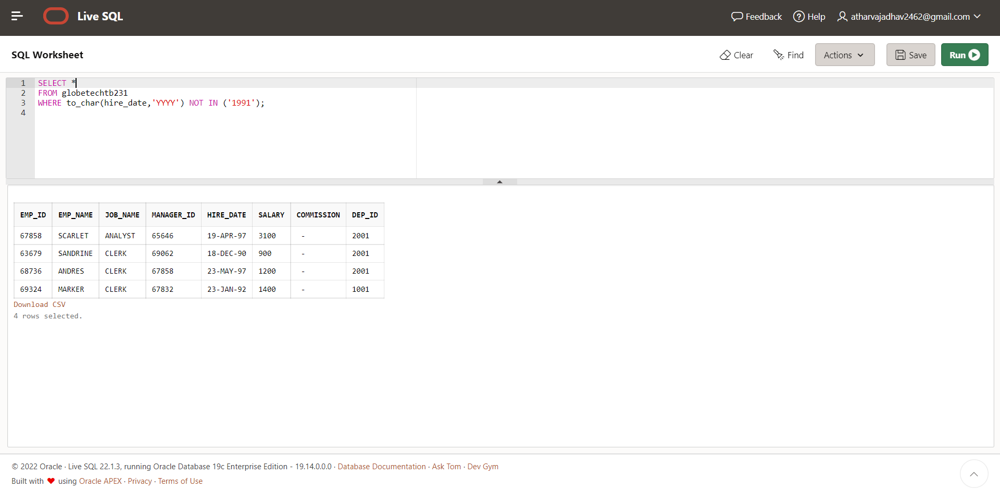 Live SQL
Feedback
Help
atharvajadhav2462@gmail.com
SQL Worksheet
Clear
Find
Actions
Save
Run
1 SELECT *
2 FROM globetechtb231
3 WHERE to_char(hire_date,'YYYY') NOT IN ('1991');
4
EMP_ID EMP_NAME JOB_NAME MANAGER_ID HIRE_DATE SALARY COMMISSION DEP_ID
67858 SCARLET ANALYST 65646 19-APR-97 3100 - 2001
63679 SANDRINE CLERK 69062 18-DEC-90 900 - 2001
68736 ANDRES CLERK 67858 23-MAY-97 1200 - 2001
69324 MARKER CLERK 67832 23-JAN-92 1400 - 1001
Download CSV
4 rows selected.
© 2022 Oracle · Live SQL 22.1.3, running Oracle Database 19c Enterprise Edition - 19.14.0.0.0 · Database Documentation · Ask Tom · Dev Gym
Built with ❤ using Oracle APEX · Privacy · Terms of Use